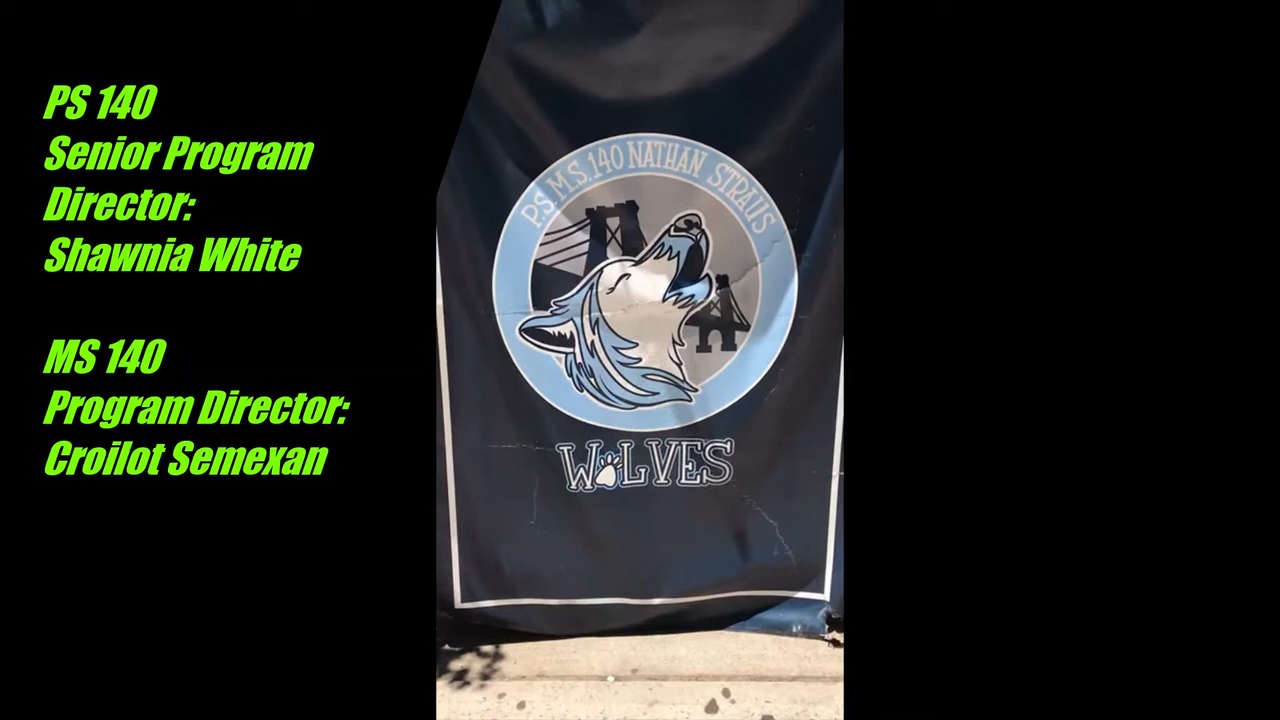 PS 140
Senior Program
Director:
Shawnia White
MS 140
Program Director:
Croilot Semexan
P.S. M.S. 140 NATHAN STRAUS
WOLVES